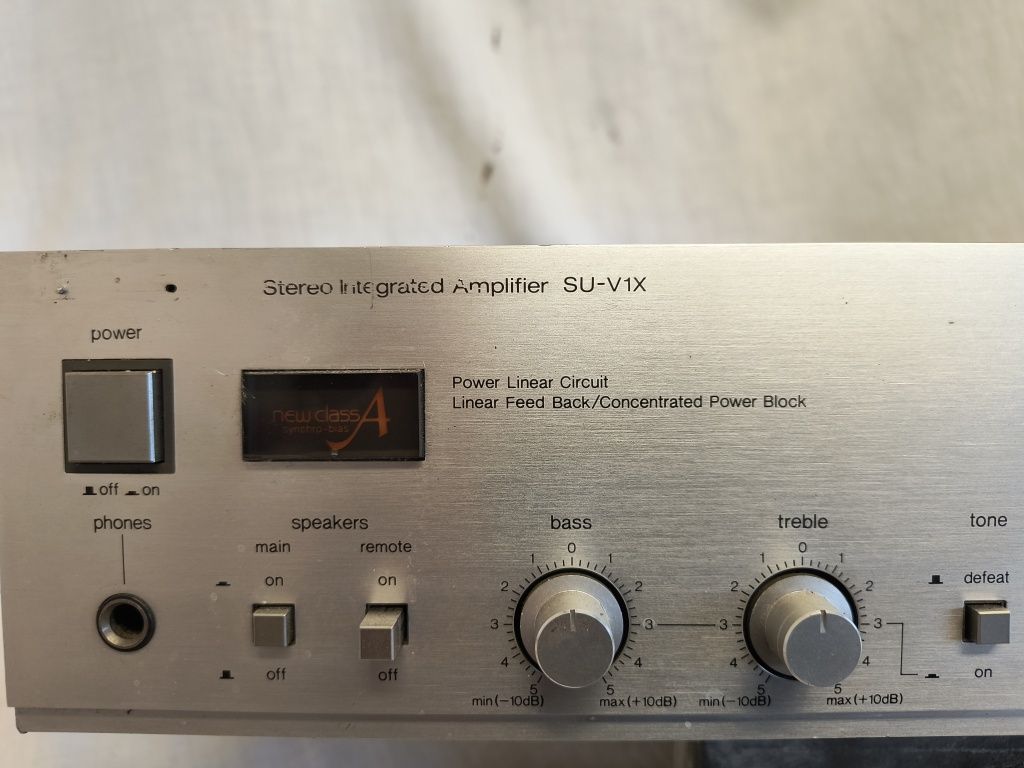 Stereo Integrated Amplifier SU-V1X
power
new class A
synchro-bias
Power Linear Circuit
Linear Feed Back/Concentrated Power Block
off on
phones
speakers
main remote
on on
off off
bass
0
1 1
2 2
3 3
4 4
5 5
min(-10dB) max(+10dB)
treble
0
1 1
2 2
3 3
4 4
5 5
min(-10dB) max(+10dB)
tone
defeat
on